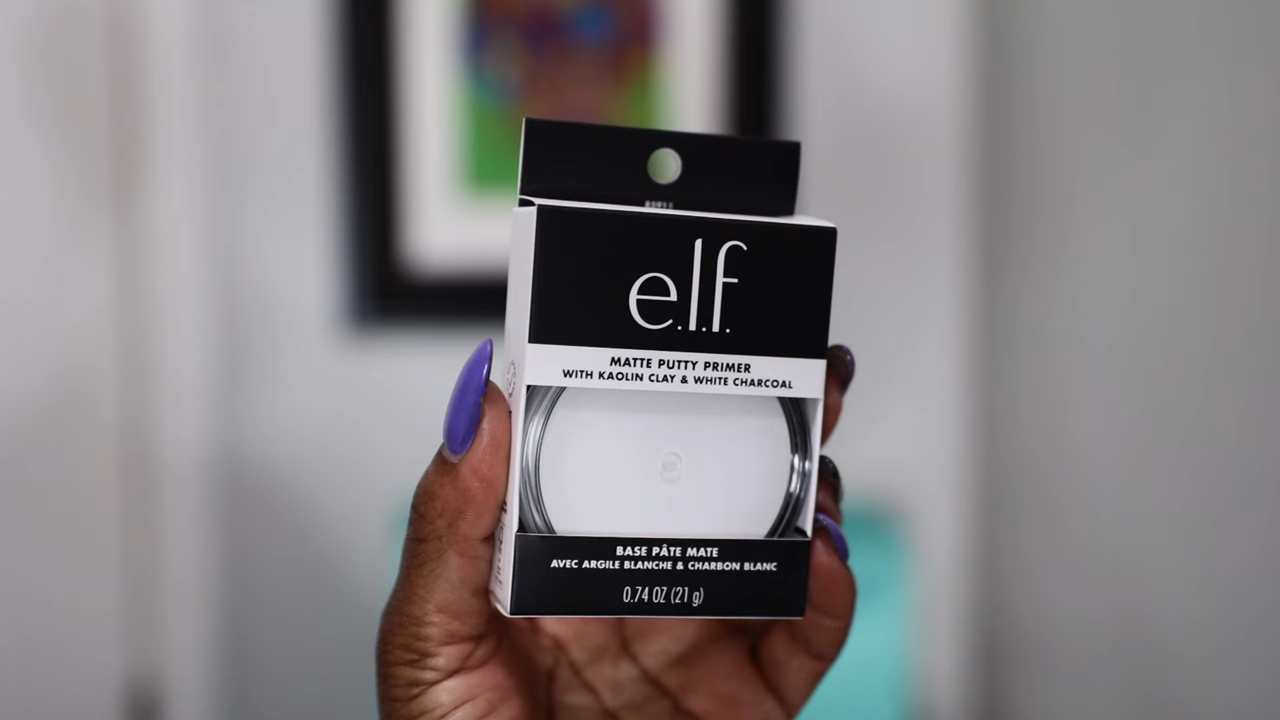 e.l.f.
MATTE PUTTY PRIMER
WITH KAOLIN CLAY & WHITE CHARCOAL
BASE PÂTE MATE
AVEC ARGILE BLANCHE & CHARBON BLANC
0.74 OZ (21 g)